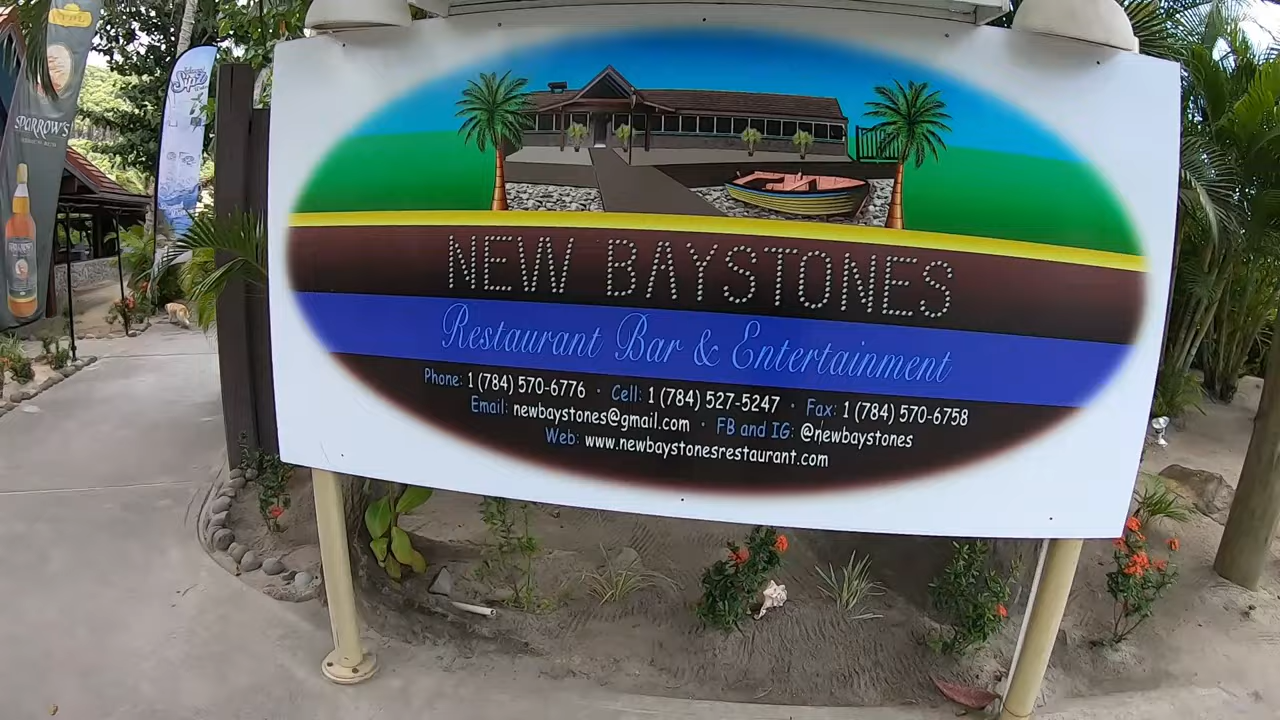 SPARROW'S
NEW BAYSTONES
Restaurant Bar & Entertainment
Phone: 1 (784) 570-6776 · Cell: 1 (784) 527-5247 · Fax: 1 (784) 570-6758
Email: newbaystones@gmail.com · FB and IG: @newbaystones
Web: www.newbaystonesrestaurant.com